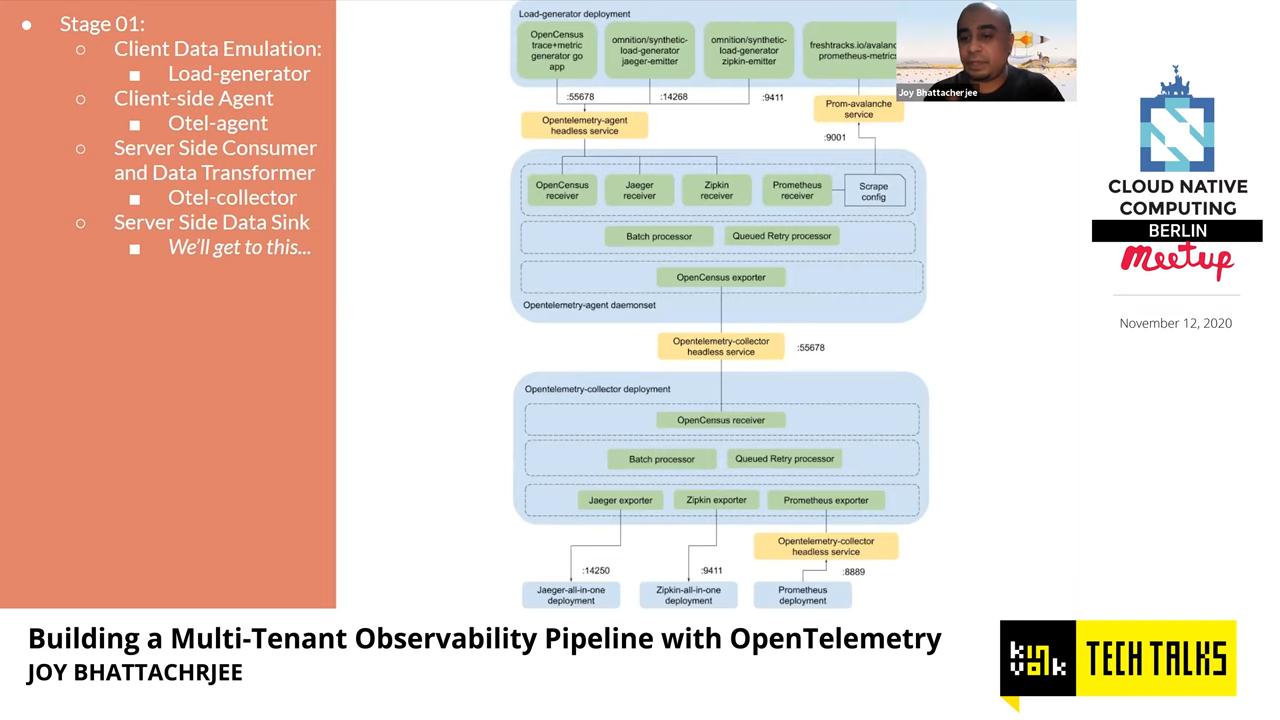 Stage 01:
Client Data Emulation:
Load-generator
Client-side Agent
Otel-agent
Server Side Consumer
and Data Transformer
Otel-collector
Server Side Data Sink
We'll get to this...
Load-generator deployment
OpenCensus
trace+metric
generator go
app
omnition/synthetic-
load-generator
jaeger-emitter
omnition/synthetic-
load-generator
zipkin-emitter
freshtracks.io/avalanc
prometheus-metrics
Joy Bhattacherjee
:55678
:14268
:9411
Opentelemetry-agent
headless service
Prom-avalanche
service
:9001
OpenCensus
receiver
Jaeger
receiver
Zipkin
receiver
Prometheus
receiver
Scrape
config
Batch processor
Queued Retry processor
OpenCensus exporter
Opentelemetry-agent daemonset
Opentelemetry-collector
headless service
:55678
Opentelemetry-collector deployment
OpenCensus receiver
Batch processor
Queued Retry processor
Jaeger exporter
Zipkin exporter
Prometheus exporter
Opentelemetry-collector
headless service
:14250
:9411
:8889
Jaeger-all-in-one
deployment
Zipkin-all-in-one
deployment
Prometheus
deployment
CLOUD NATIVE
COMPUTING
BERLIN
meetup
November 12, 2020
Building a Multi-Tenant Observability Pipeline with OpenTelemetry
JOY BHATTACHRJEE
kinvolk
TECH TALKS